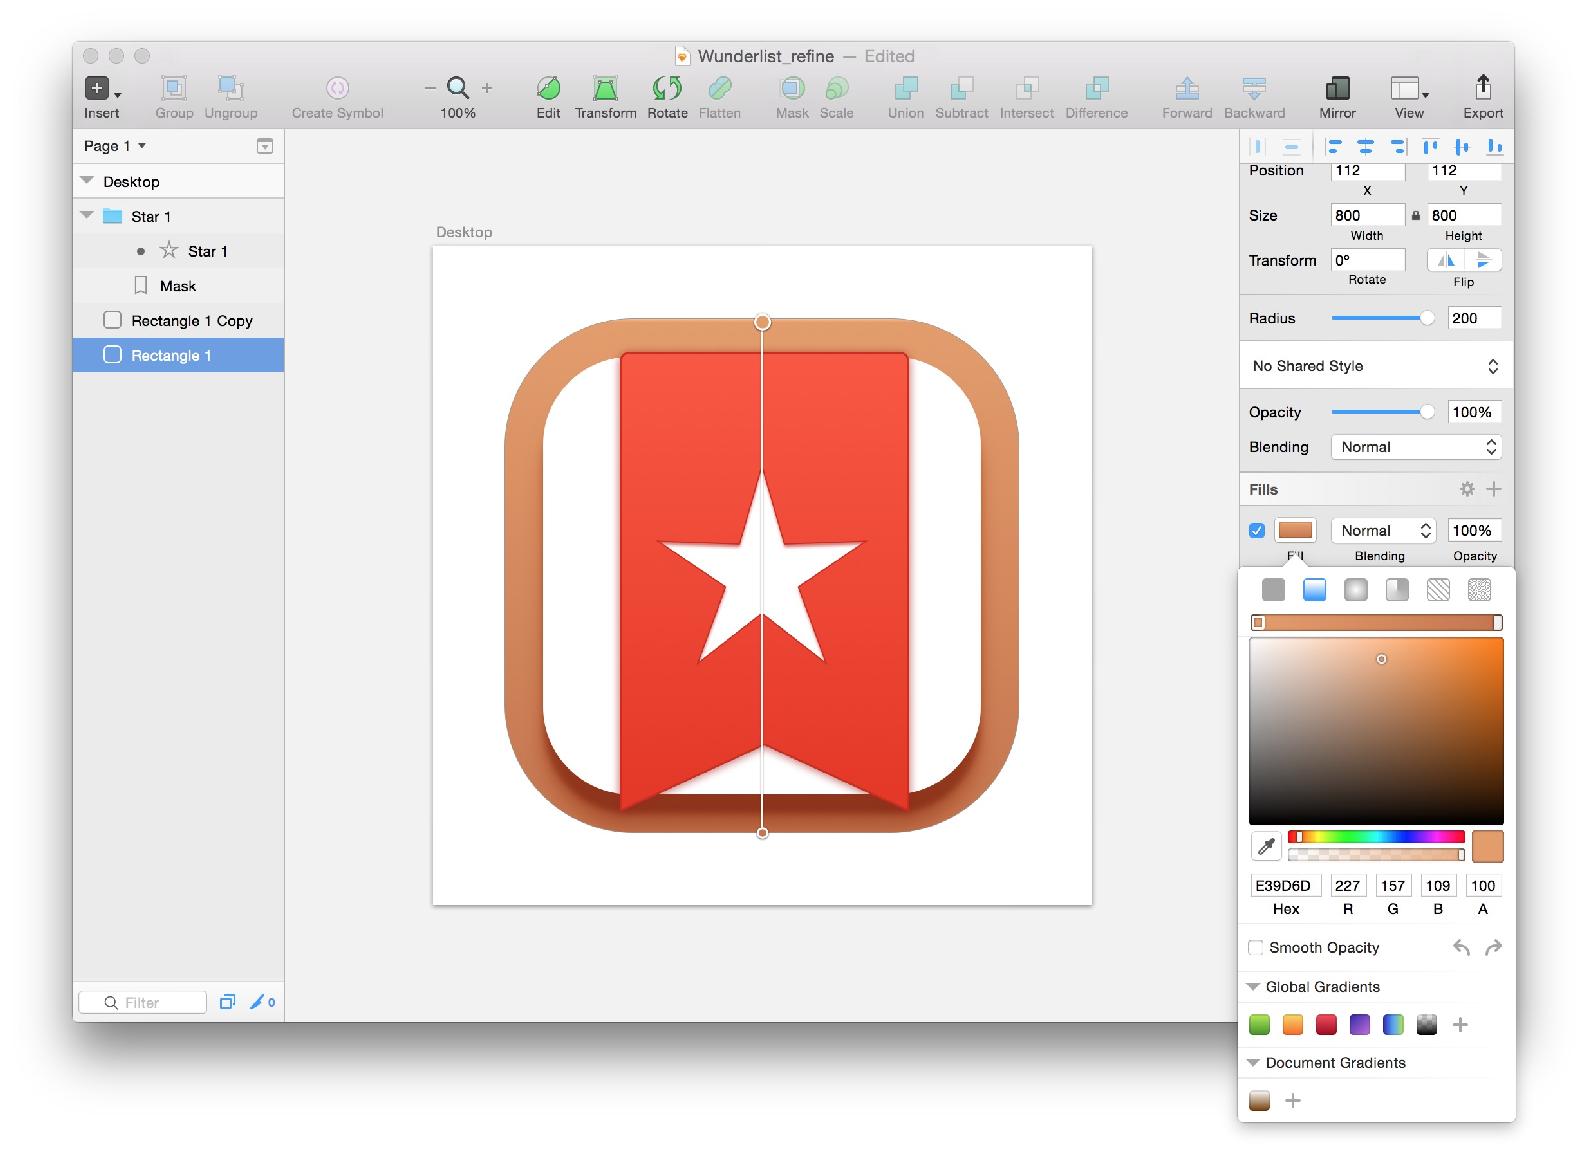 Wunderlist_refine — Edited
Insert Group Ungroup Create Symbol 100% Edit Transform Rotate Flatten Mask Scale Union Subtract Intersect Difference Forward Backward Mirror View Export
Page 1
Desktop
Star 1
Star 1
Mask
Rectangle 1 Copy
Rectangle 1
Filter
0
Desktop
Position 112 112
X Y
Size 800 800
Width Height
Transform 0°
Rotate Flip
Radius 200
No Shared Style
Opacity 100%
Blending Normal
Fills
Normal 100%
Fill Blending Opacity
E39D6D 227 157 109 100
Hex R G B A
Smooth Opacity
Global Gradients
Document Gradients